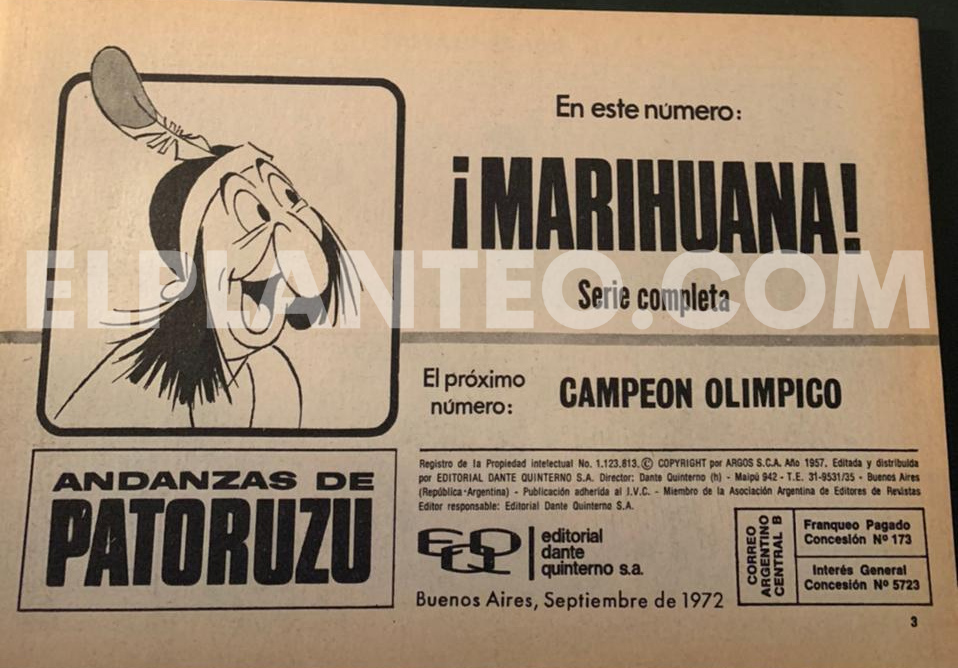 En este número:
¡MARIHUANA!
ELPLANTEO.COM
Serie completa
El próximo
número:
CAMPEON OLIMPICO
ANDANZAS DE
PATORUZU
Registro de la Propiedad intelectual No. 1.123.813. © COPYRIGHT por ARGOS S.C.A. Año 1957. Editada y distribuida
por EDITORIAL DANTE QUINTERNO S.A. Director: Dante Quinterno (h) - Maipú 942 - T.E. 31-9531/35 - Buenos Aires
(República Argentina) - Publicación adherida al I.V.C. - Miembro de la Asociación Argentina de Editores de Revistas
Editor responsable: Editorial Dante Quinterno S.A.
EDQ
editorial
dante
quinterno s.a.
Buenos Aires, Septiembre de 1972
CORREO
ARGENTINO
CENTRAL B
Franqueo Pagado
Concesión Nº 173
Interés General
Concesión Nº 5723
3